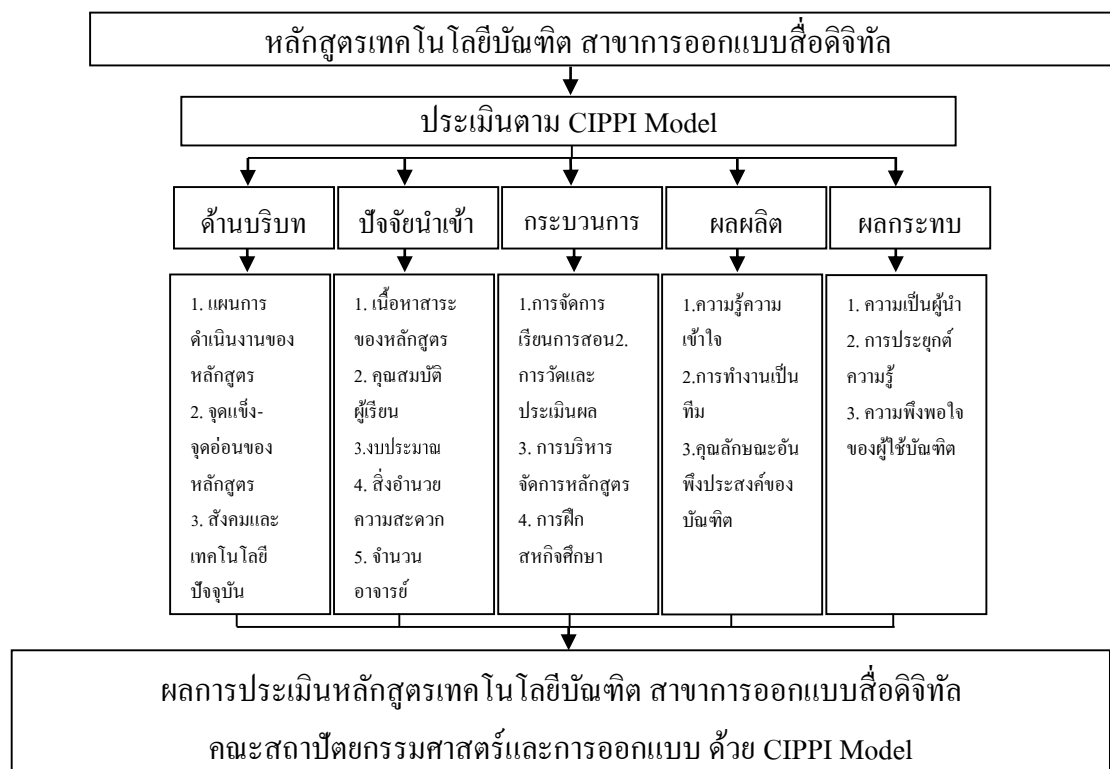 หลักสูตรเทคโนโลยีบัณฑิต สาขาการออกแบบสื่อดิจิทัล
ประเมินตาม CIPPI Model
ด้านบริบท
ปัจจัยนำเข้า
กระบวนการ
ผลผลิต
ผลกระทบ
1. แผนการ
ดำเนินงานของ
หลักสูตร
2. จุดแข็ง-
จุดอ่อนของ
หลักสูตร
3. สังคมและ
เทคโนโลยี
ปัจจุบัน
1. เนื้อหาสาระ
ของหลักสูตร
2. คุณสมบัติ
ผู้เรียน
3.งบประมาณ
4. สิ่งอำนวย
ความสะดวก
5. จำนวน
อาจารย์
1.การจัดการ
เรียนการสอน2.
การวัดและ
ประเมินผล
3. การบริหาร
จัดการหลักสูตร
4. การฝึก
สหกิจศึกษา
1.ความรู้ความ
เข้าใจ
2.การทำงานเป็น
ทีม
3.คุณลักษณะอัน
พึงประสงค์ของ
บัณฑิต
1. ความเป็นผู้นำ
2. การประยุกต์
ความรู้
3. ความพึงพอใจ
ของผู้ใช้บัณฑิต
ผลการประเมินหลักสูตรเทคโนโลยีบัณฑิต สาขาการออกแบบสื่อดิจิทัล
คณะสถาปัตยกรรมศาสตร์และการออกแบบ ด้วย CIPPI Model